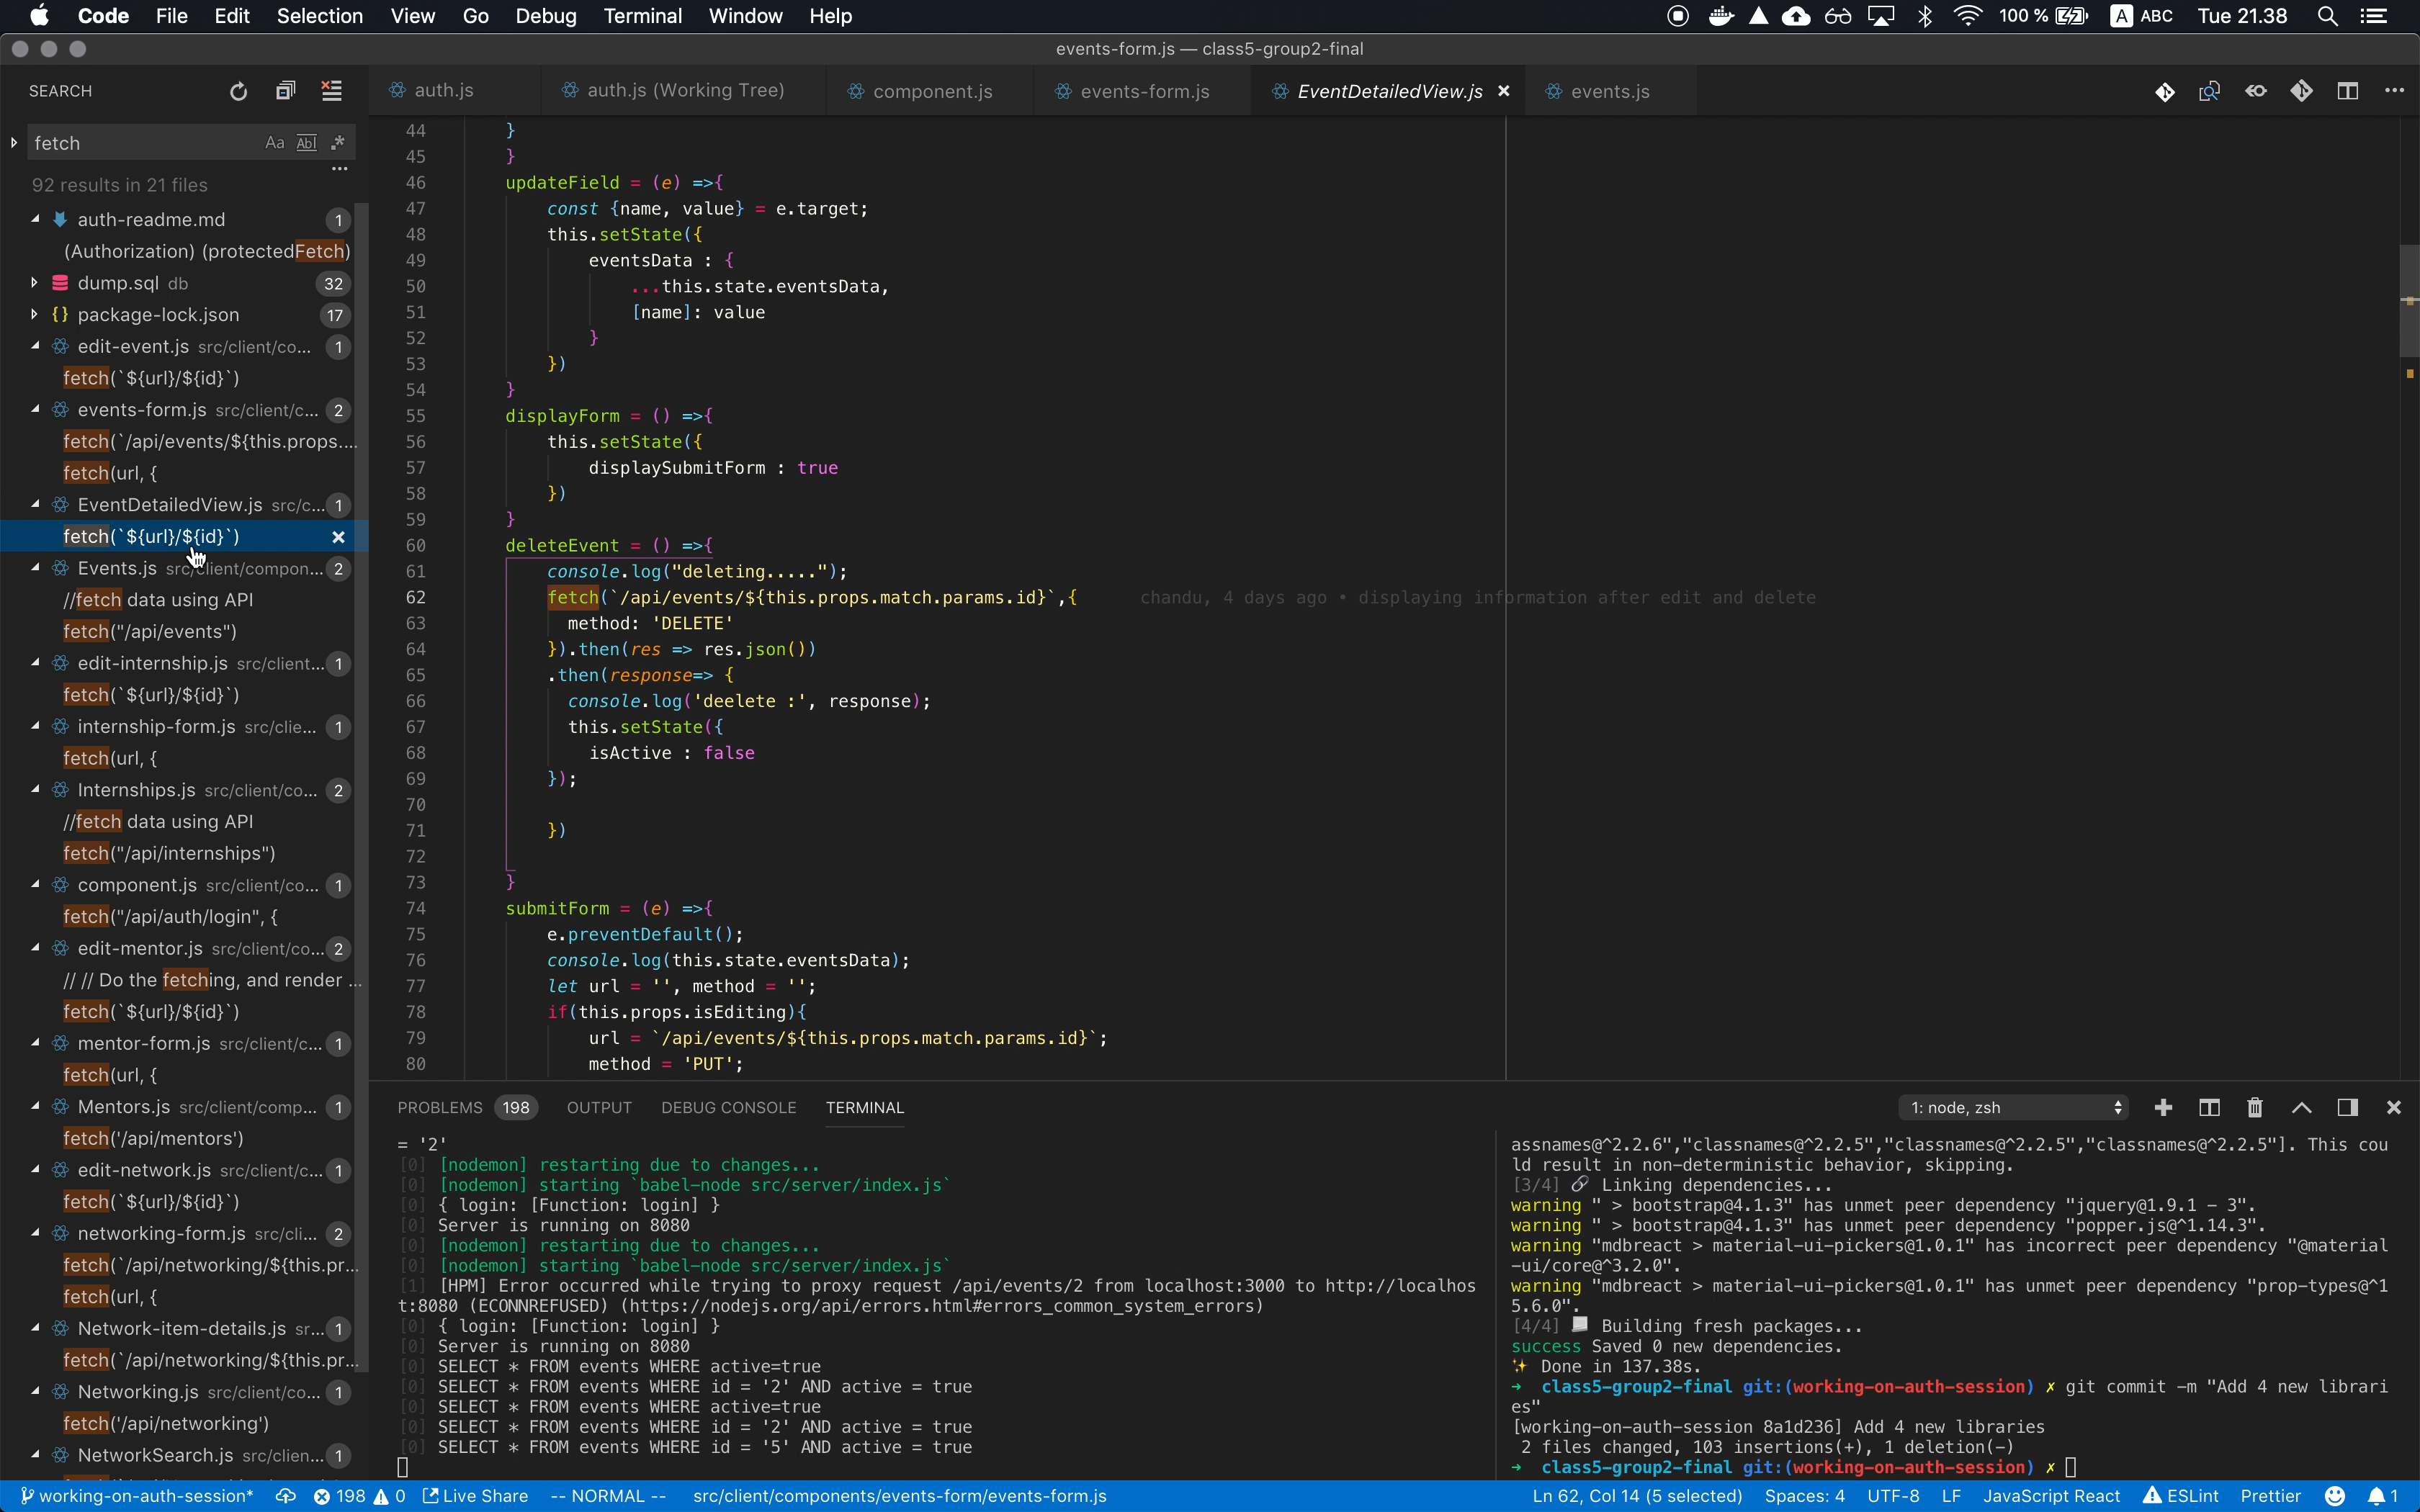 Code File Edit Selection View Go Debug Terminal Window Help
100 % A ABC Tue 21.38
events-form.js — class5-group2-final
SEARCH
auth.js
auth.js (Working Tree)
component.js
events-form.js
EventDetailedView.js
events.js
fetch
Aa Abl .*
92 results in 21 files
auth-readme.md 1
(Authorization) (protectedFetch)
dump.sql db 32
{} package-lock.json 17
edit-event.js src/client/co... 1
fetch(`${url}/${id}`)
events-form.js src/client/c... 2
fetch(`/api/events/${this.props....
fetch(url, {
EventDetailedView.js src/c... 1
fetch(`${url}/${id}`)
Events.js src/client/compon... 2
//fetch data using API
fetch("/api/events")
edit-internship.js src/client... 1
fetch(`${url}/${id}`)
internship-form.js src/clie... 1
fetch(url, {
Internships.js src/client/co... 2
//fetch data using API
fetch("/api/internships")
component.js src/client/co... 1
fetch("/api/auth/login", {
edit-mentor.js src/client/co... 2
// // Do the fetching, and render ...
fetch(`${url}/${id}`)
mentor-form.js src/client/c... 1
fetch(url, {
Mentors.js src/client/comp... 1
fetch('/api/mentors')
edit-network.js src/client/c... 1
fetch(`${url}/${id}`)
networking-form.js src/cli... 2
fetch(`/api/networking/${this.pr...
fetch(url, {
Network-item-details.js sr... 1
fetch(`/api/networking/${this.pr...
Networking.js src/client/co... 1
fetch('/api/networking')
NetworkSearch.js src/clien... 1
44 }
45 }
46 updateField = (e) =>{
47 const {name, value} = e.target;
48 this.setState({
49 eventsData : {
50 ...this.state.eventsData,
51 [name]: value
52 }
53 })
54 }
55 displayForm = () =>{
56 this.setState({
57 displaySubmitForm : true
58 })
59 }
60 deleteEvent = () =>{
61 console.log("deleting.....");
62 fetch(`/api/events/${this.props.match.params.id}`,{ chandu, 4 days ago • displaying information after edit and delete
63 method: 'DELETE'
64 }).then(res => res.json())
65 .then(response=> {
66 console.log('deelete :', response);
67 this.setState({
68 isActive : false
69 });
70
71 })
72
73 }
74 submitForm = (e) =>{
75 e.preventDefault();
76 console.log(this.state.eventsData);
77 let url = '', method = '';
78 if(this.props.isEditing){
79 url = `/api/events/${this.props.match.params.id}`;
80 method = 'PUT';
PROBLEMS 198 OUTPUT DEBUG CONSOLE TERMINAL
1: node, zsh
= '2'
[0] [nodemon] restarting due to changes...
[0] [nodemon] starting `babel-node src/server/index.js`
[0] { login: [Function: login] }
[0] Server is running on 8080
[0] [nodemon] restarting due to changes...
[0] [nodemon] starting `babel-node src/server/index.js`
[1] [HPM] Error occurred while trying to proxy request /api/events/2 from localhost:3000 to http://localhos
t:8080 (ECONNREFUSED) (https://nodejs.org/api/errors.html#errors_common_system_errors)
[0] { login: [Function: login] }
[0] Server is running on 8080
[0] SELECT * FROM events WHERE active=true
[0] SELECT * FROM events WHERE id = '2' AND active = true
[0] SELECT * FROM events WHERE active=true
[0] SELECT * FROM events WHERE id = '2' AND active = true
[0] SELECT * FROM events WHERE id = '5' AND active = true
assnames@^2.2.6","classnames@^2.2.5","classnames@^2.2.5","classnames@^2.2.5"]. This cou
ld result in non-deterministic behavior, skipping.
[3/4] 🔗 Linking dependencies...
warning " > bootstrap@4.1.3" has unmet peer dependency "jquery@1.9.1 - 3".
warning " > bootstrap@4.1.3" has unmet peer dependency "popper.js@^1.14.3".
warning "mdbreact > material-ui-pickers@1.0.1" has incorrect peer dependency "@material
-ui/core@^3.2.0".
warning "mdbreact > material-ui-pickers@1.0.1" has unmet peer dependency "prop-types@^1
5.6.0".
[4/4] 📃 Building fresh packages...
success Saved 0 new dependencies.
✨ Done in 137.38s.
→ class5-group2-final git:(working-on-auth-session) ✗ git commit -m "Add 4 new librari
es"
[working-on-auth-session 8a1d236] Add 4 new libraries
2 files changed, 103 insertions(+), 1 deletion(-)
→ class5-group2-final git:(working-on-auth-session) ✗
working-on-auth-session* 198 0 Live Share -- NORMAL -- src/client/components/events-form/events-form.js
Ln 62, Col 14 (5 selected) Spaces: 4 UTF-8 LF JavaScript React ESLint Prettier 1